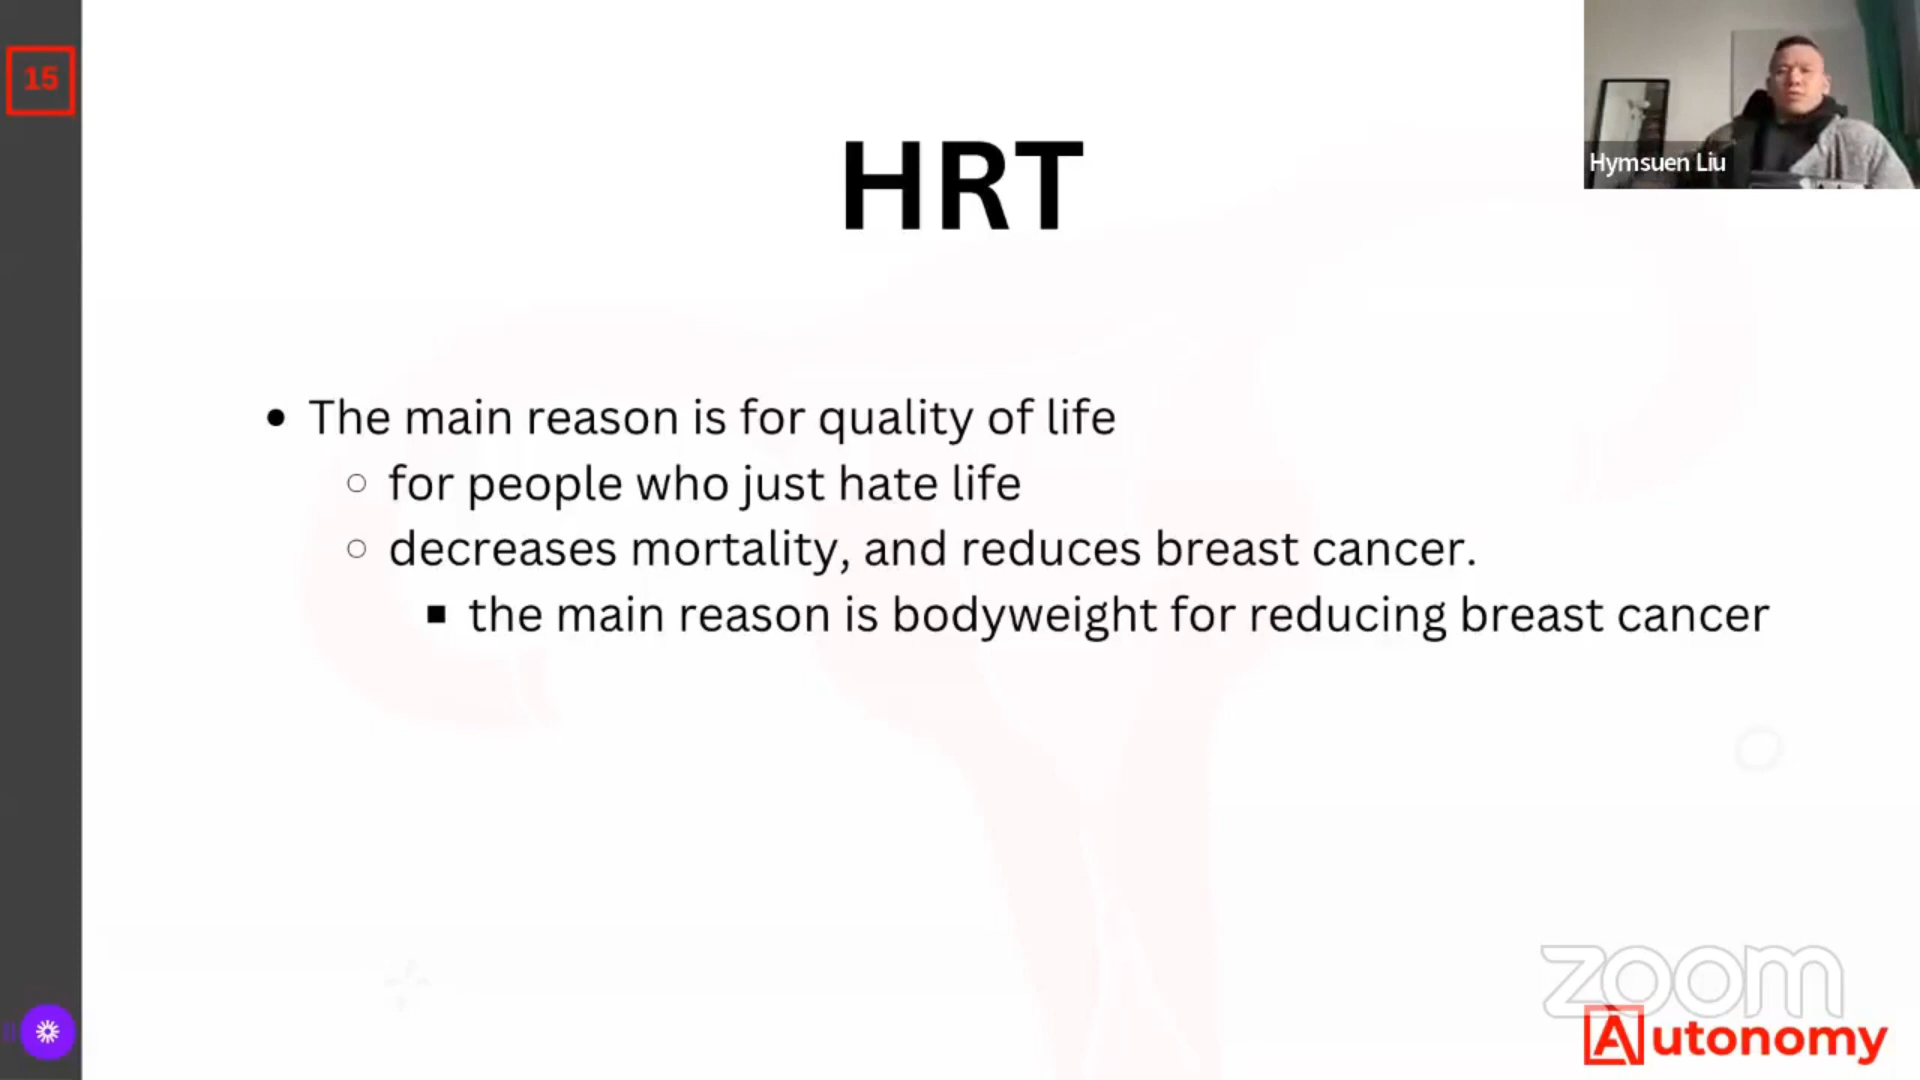 15
Hymsuen Liu
HRT
• The main reason is for quality of life
○ for people who just hate life
○ decreases mortality, and reduces breast cancer.
■ the main reason is bodyweight for reducing breast cancer
zoom
Autonomy